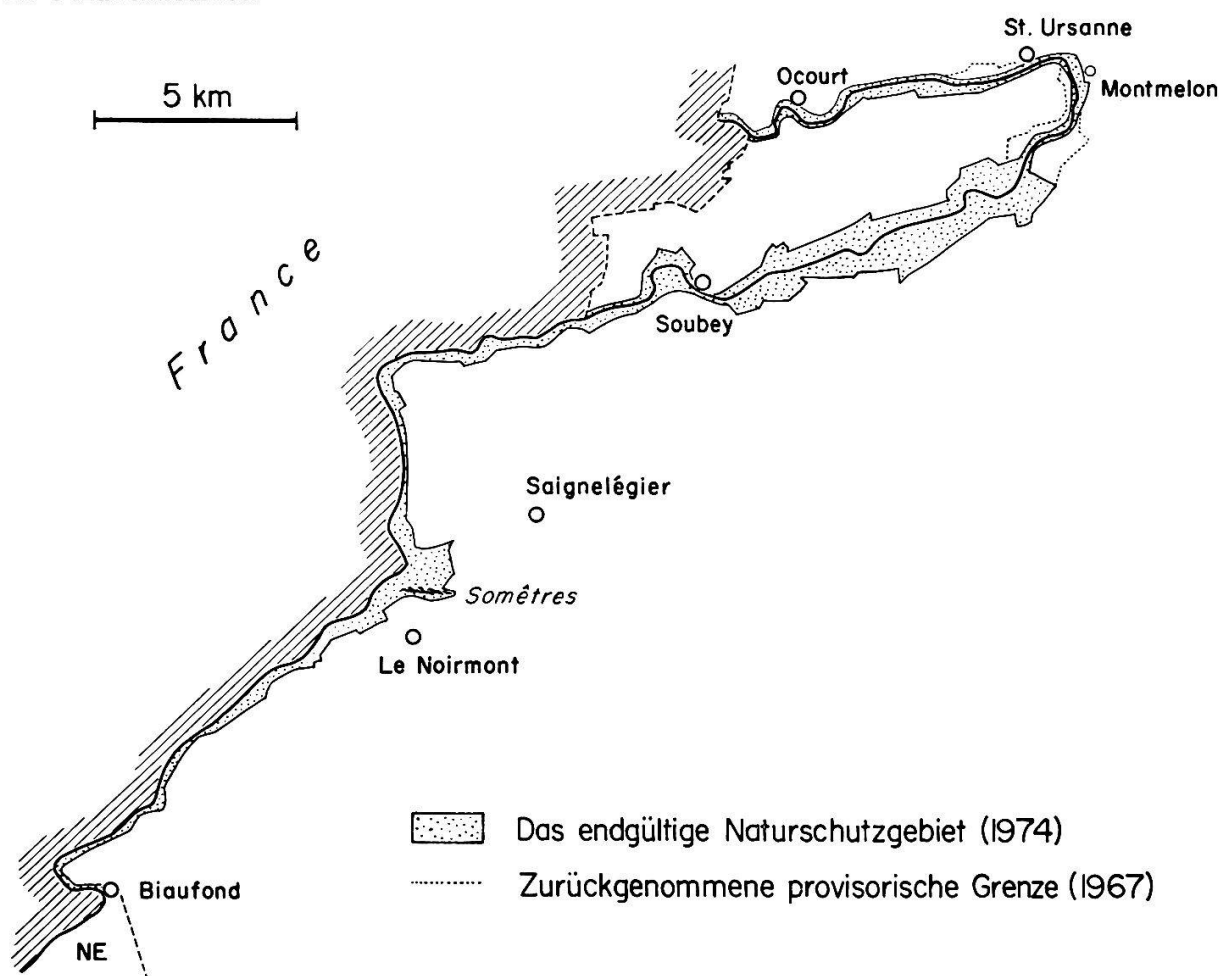 St. Ursanne
Ocourt
Montmelon
5 km
France
Soubey
Saignelégier
Somêtres
Le Noirmont
Das endgültige Naturschutzgebiet (1974)
Zurückgenommene provisorische Grenze (1967)
Biaufond
NE